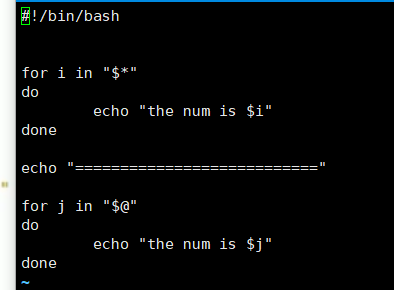 #!/bin/bash
for i in "$*"
do
        echo "the num is $i"
done
echo "==========================="
for j in "$@"
do
        echo "the num is $j"
done
~
"